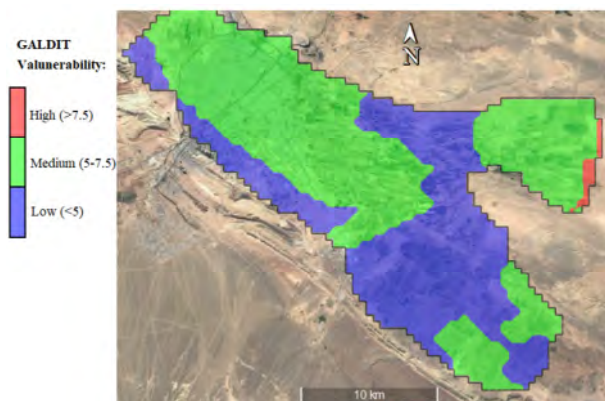 GALDIT
Valunerability:
High (>7.5)
Medium (5-7.5)
Low (<5)
N
10 km